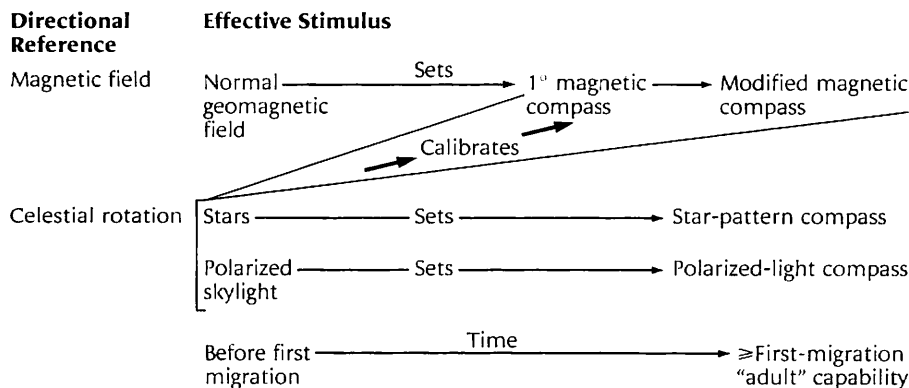 Directional Effective Stimulus
Reference
Magnetic field Normal Sets 1° magnetic Modified magnetic
geomagnetic compass compass
field
Calibrates
Celestial rotation Stars Sets Star-pattern compass
Polarized Sets Polarized-light compass
skylight
Time
Before first ≥First-migration
migration "adult" capability